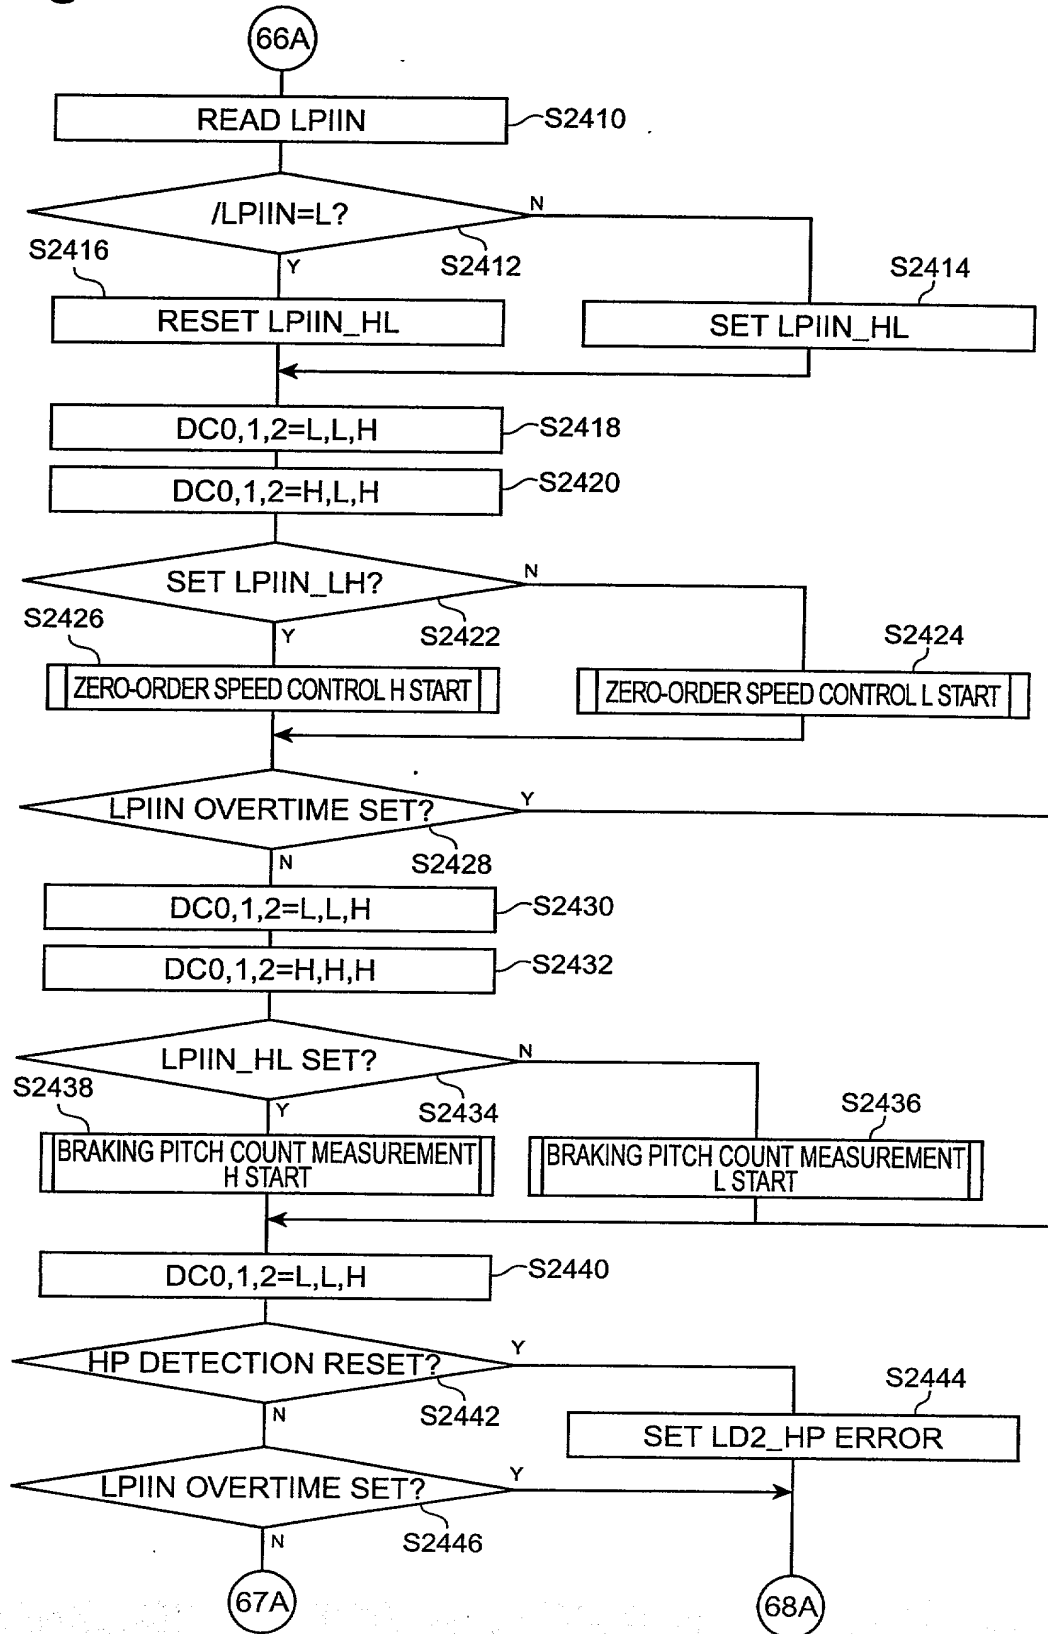 66A
READ LPIIN
S2410
/LPIIN=L?
N
S2412
Y
S2416
S2414
RESET LPIIN_HL
SET LPIIN_HL
DC0,1,2=L,L,H
S2418
DC0,1,2=H,L,H
S2420
SET LPIIN_LH?
N
S2422
Y
S2426
S2424
ZERO-ORDER SPEED CONTROL H START
ZERO-ORDER SPEED CONTROL L START
LPIIN OVERTIME SET?
Y
S2428
N
DC0,1,2=L,L,H
S2430
DC0,1,2=H,H,H
S2432
LPIIN_HL SET?
N
S2434
Y
S2438
S2436
BRAKING PITCH COUNT MEASUREMENT
H START
BRAKING PITCH COUNT MEASUREMENT
L START
DC0,1,2=L,L,H
S2440
HP DETECTION RESET?
Y
S2442
N
S2444
SET LD2_HP ERROR
LPIIN OVERTIME SET?
Y
S2446
N
67A
68A